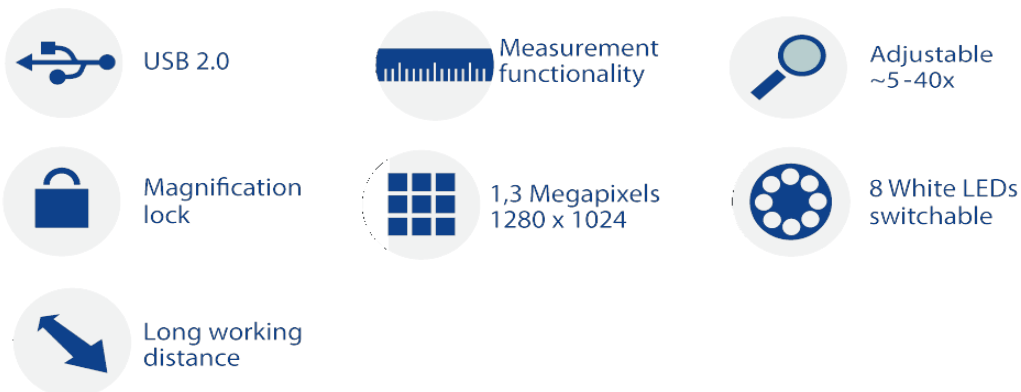 USB 2.0
Measurement
functionality
Adjustable
~5-40x
Magnification
lock
1,3 Megapixels
1280 x 1024
8 White LEDs
switchable
Long working
distance